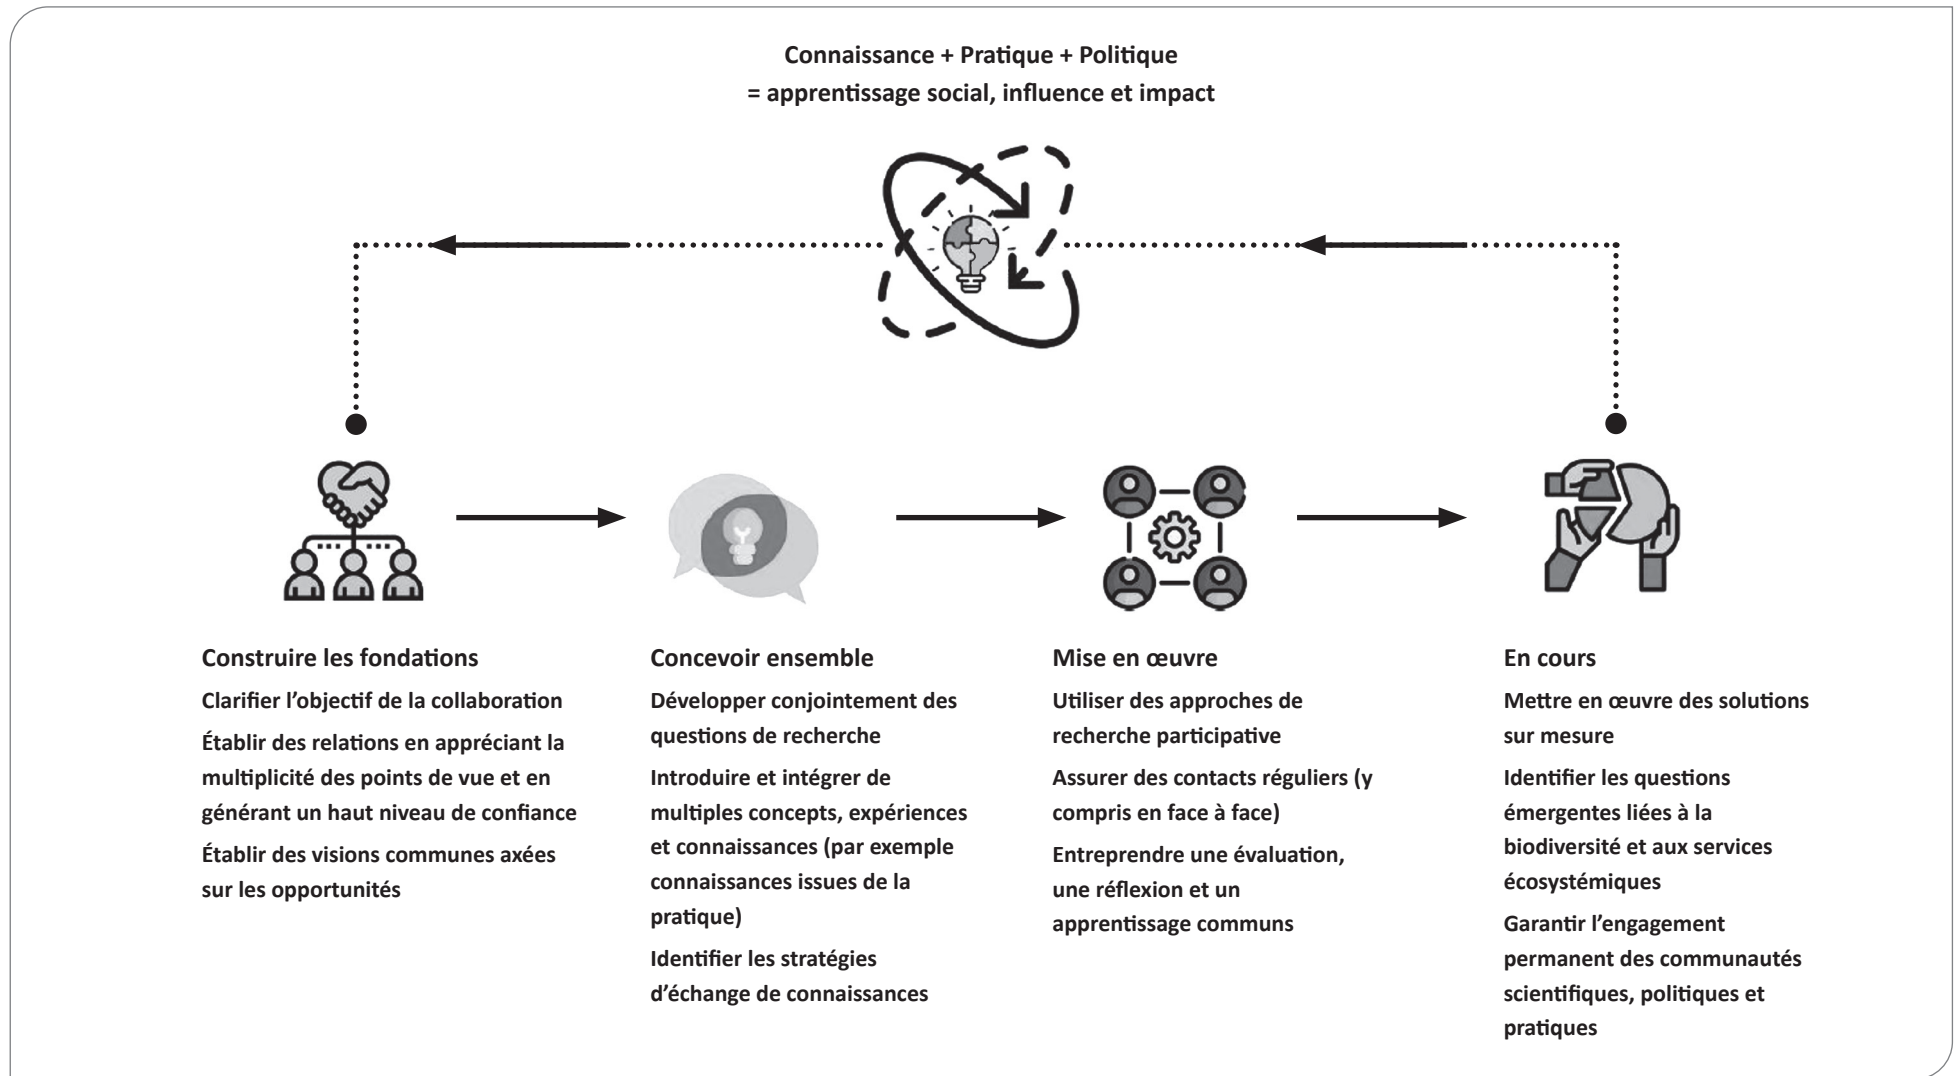 Connaissance + Pratique + Politique
= apprentissage social, influence et impact
Construire les fondations
Clarifier l’objectif de la collaboration
Établir des relations en appréciant la
multiplicité des points de vue et en
générant un haut niveau de confiance
Établir des visions communes axées
sur les opportunités
Concevoir ensemble
Développer conjointement des
questions de recherche
Introduire et intégrer de
multiples concepts, expériences
et connaissances (par exemple
connaissances issues de la
pratique)
Identifier les stratégies
d’échange de connaissances
Mise en œuvre
Utiliser des approches de
recherche participative
Assurer des contacts réguliers (y
compris en face à face)
Entreprendre une évaluation,
une réflexion et un
apprentissage communs
En cours
Mettre en œuvre des solutions
sur mesure
Identifier les questions
émergentes liées à la
biodiversité et aux services
écosystémiques
Garantir l’engagement
permanent des communautés
scientifiques, politiques et
pratiques